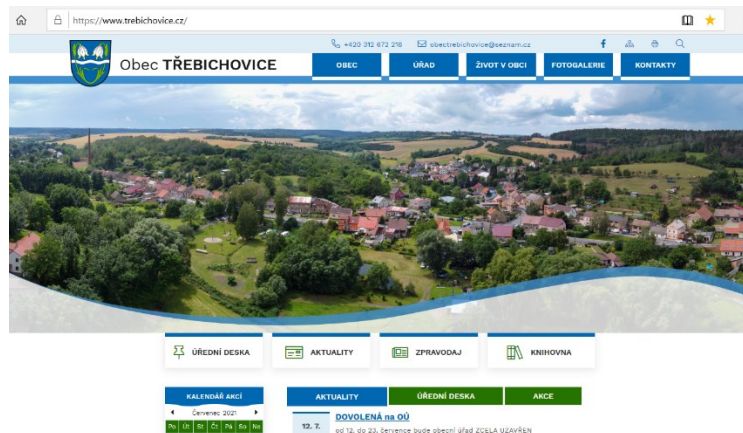 https://www.trebichovice.cz/
+420 312 672 216 obectrebichovice@seznam.cz
Obec TŘEBICHOVICE
OBEC ÚŘAD ŽIVOT V OBCI FOTOGALERIE KONTAKTY
ÚŘEDNÍ DESKA AKTUALITY ZPRAVODAJ KNIHOVNA
KALENDÁŘ AKCÍ AKTUALITY ÚŘEDNÍ DESKA AKCE
Červenec 2021
Po Út St Čt Pá So Ne
12. 7. DOVOLENÁ na OÚ
od 12. do 23. července bude obecní úřad ZCELA UZAVŘEN